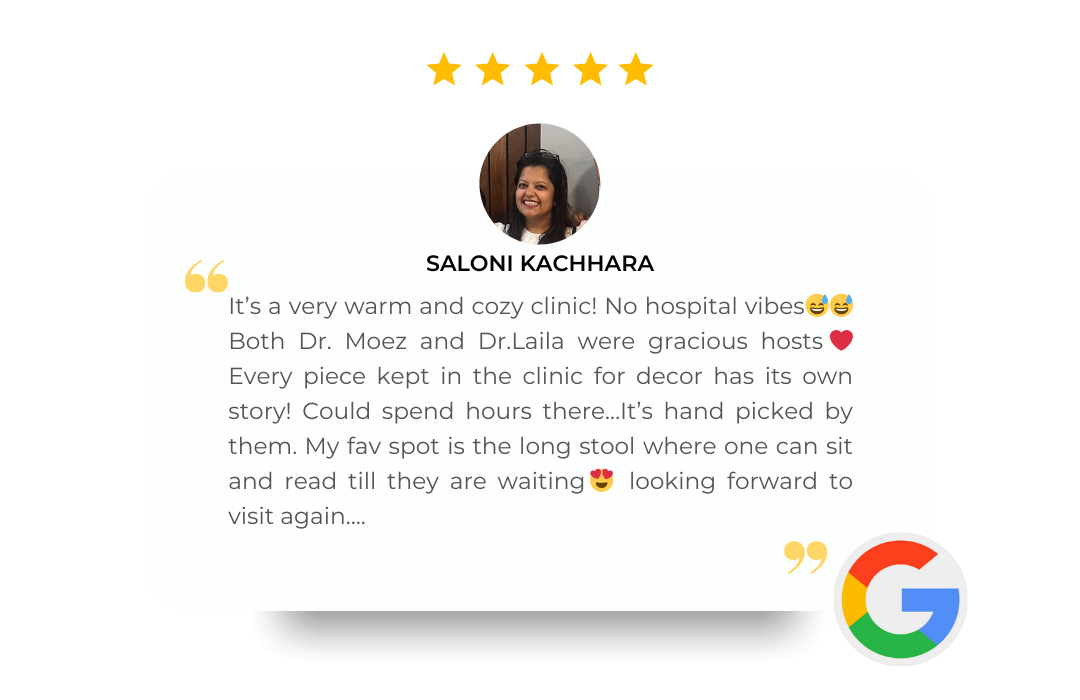 SALONI KACHHARA
“
It’s a very warm and cozy clinic! No hospital vibes😅😅
Both Dr. Moez and Dr.Laila were gracious hosts❤️
Every piece kept in the clinic for decor has its own
story! Could spend hours there...It’s hand picked by
them. My fav spot is the long stool where one can sit
and read till they are waiting😍 looking forward to
visit again....
”
G